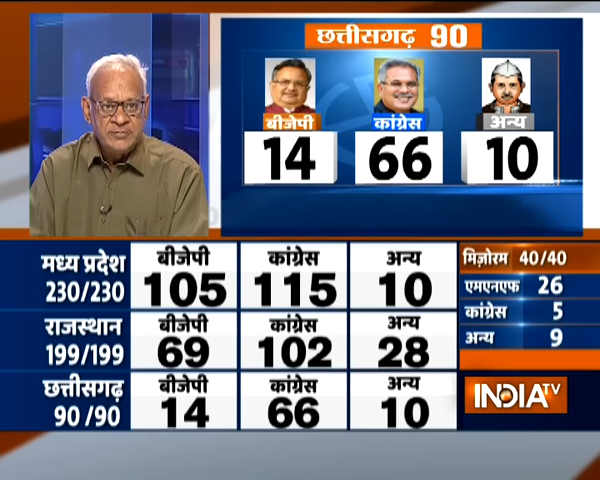 छत्तीसगढ़ 90
बीजेपी कांग्रेस अन्य
14 66 10
मध्य प्रदेश
230/230
बीजेपी कांग्रेस अन्य
105 115 10
राजस्थान
199/199
बीजेपी कांग्रेस अन्य
69 102 28
छत्तीसगढ़
90/90
बीजेपी कांग्रेस अन्य
14 66 10
मिज़ोरम 40/40
एमएनएफ 26
कांग्रेस 5
अन्य 9
INDIA TV